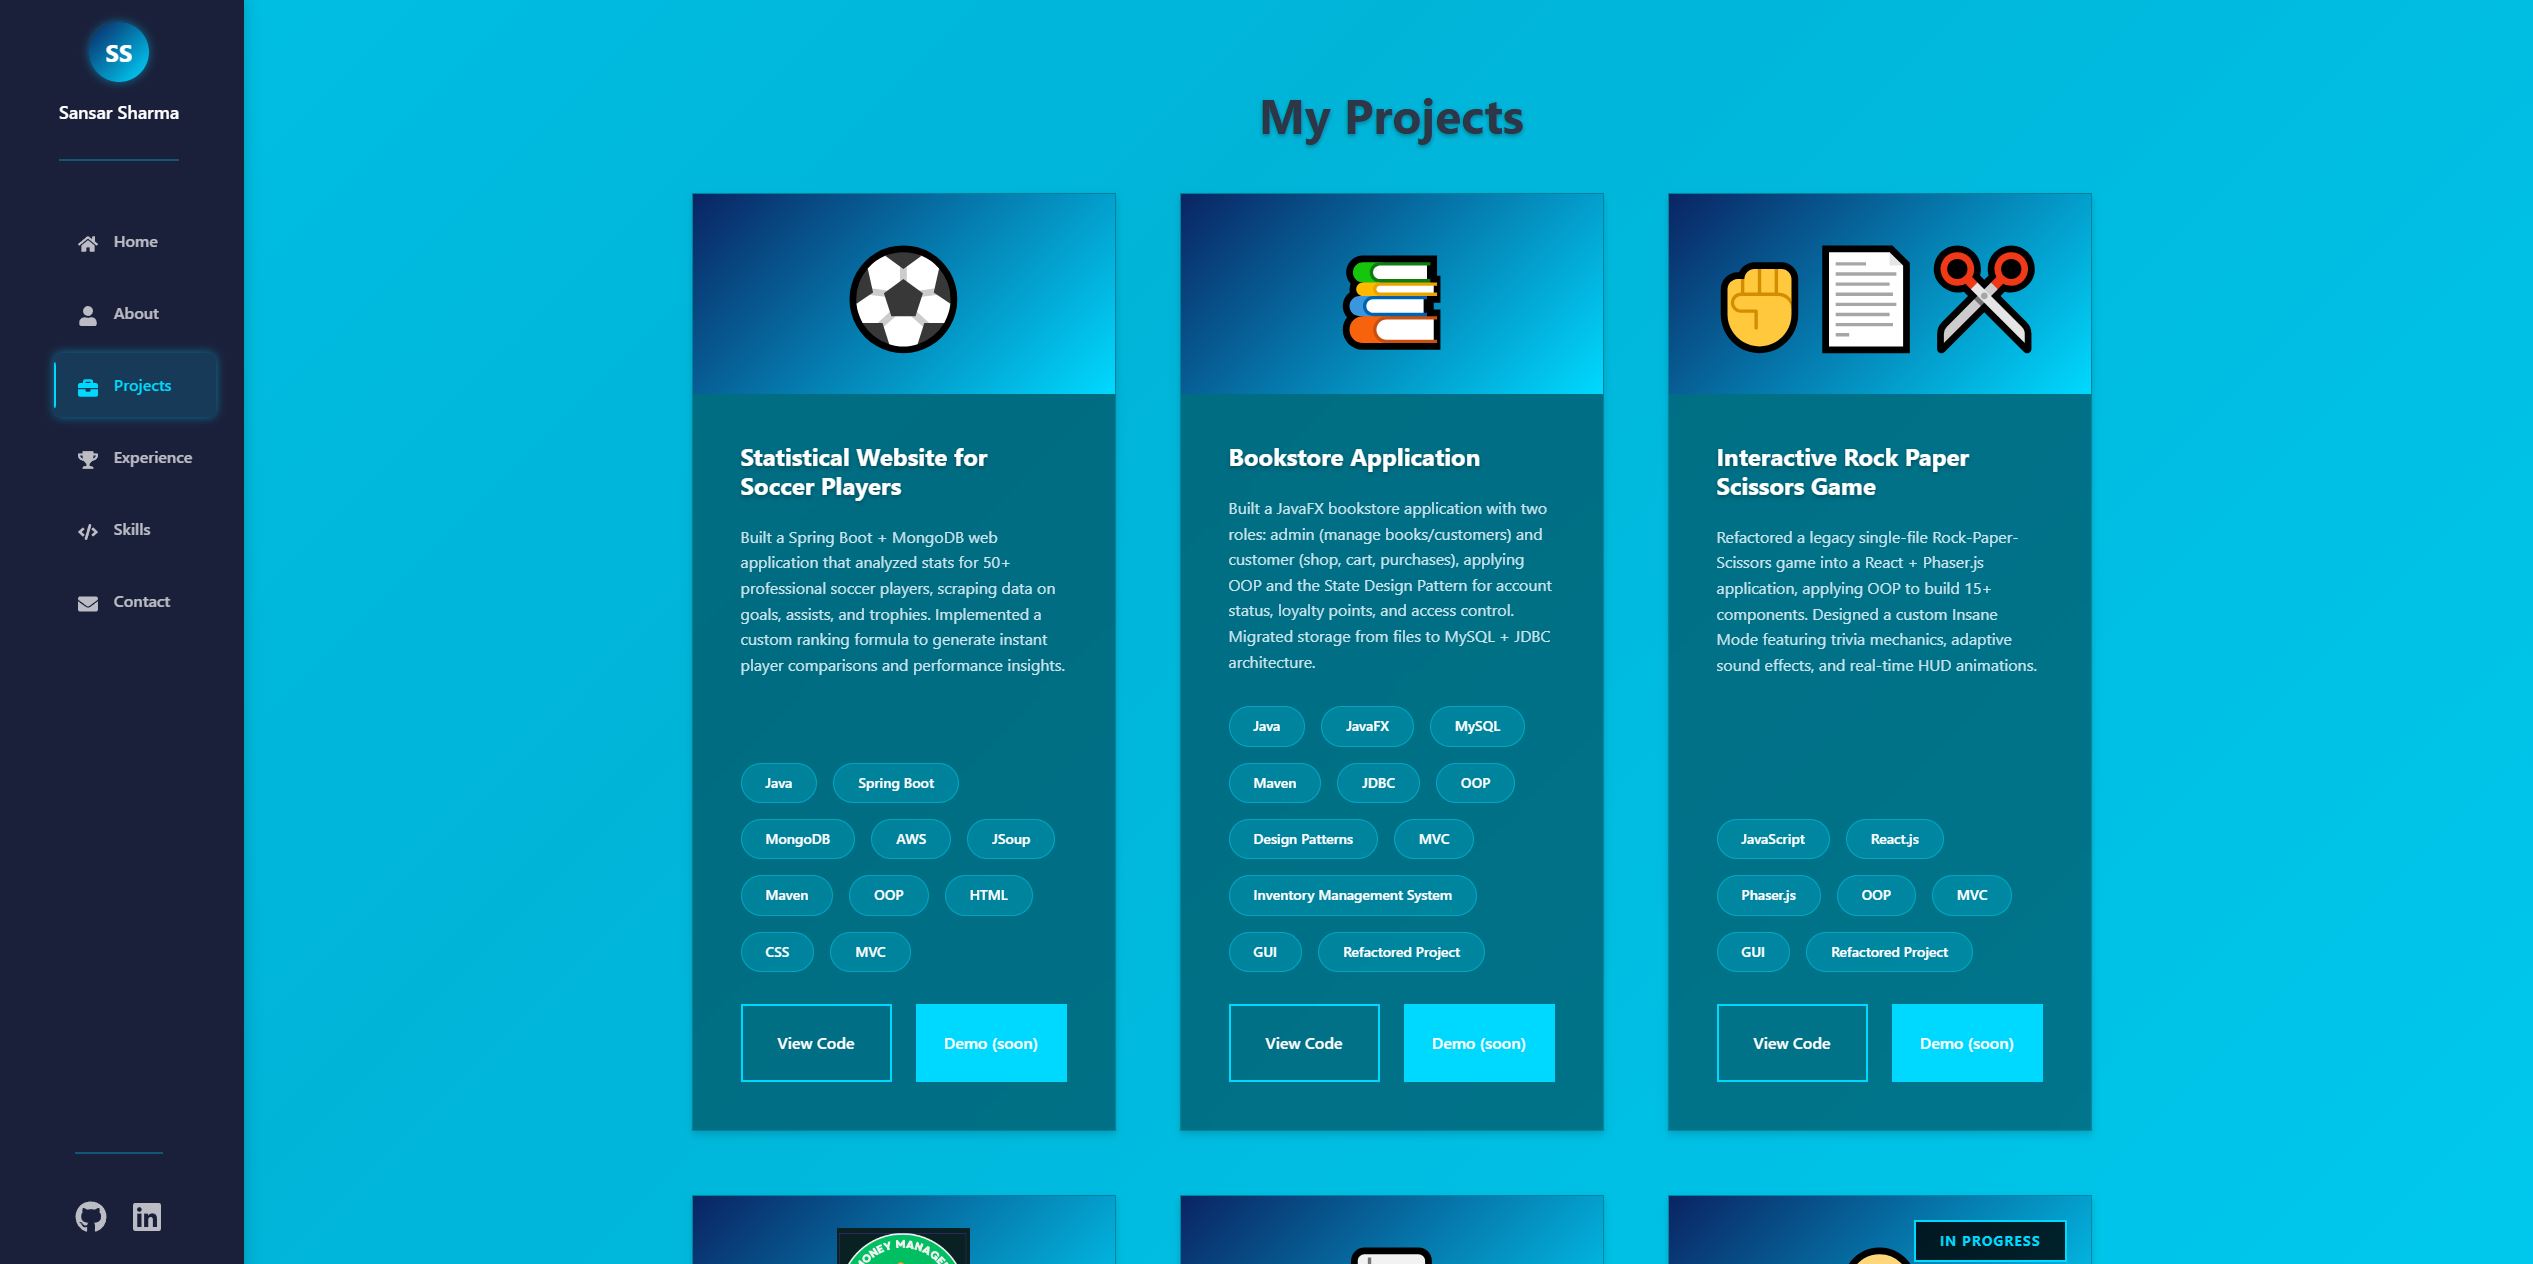 SS
Sansar Sharma
Home
About
Projects
Experience
Skills
Contact
My Projects
Statistical Website for
Soccer Players
Built a Spring Boot + MongoDB web
application that analyzed stats for 50+
professional soccer players, scraping data on
goals, assists, and trophies. Implemented a
custom ranking formula to generate instant
player comparisons and performance insights.
Java Spring Boot
MongoDB AWS JSoup
Maven OOP HTML
CSS MVC
View Code Demo (soon)
Bookstore Application
Built a JavaFX bookstore application with two
roles: admin (manage books/customers) and
customer (shop, cart, purchases), applying
OOP and the State Design Pattern for account
status, loyalty points, and access control.
Migrated storage from files to MySQL + JDBC
architecture.
Java JavaFX MySQL
Maven JDBC OOP
Design Patterns MVC
Inventory Management System
GUI Refactored Project
View Code Demo (soon)
Interactive Rock Paper
Scissors Game
Refactored a legacy single-file Rock-Paper-
Scissors game into a React + Phaser.js
application, applying OOP to build 15+
components. Designed a custom Insane
Mode featuring trivia mechanics, adaptive
sound effects, and real-time HUD animations.
JavaScript React.js
Phaser.js OOP MVC
GUI Refactored Project
View Code Demo (soon)
IN PROGRESS